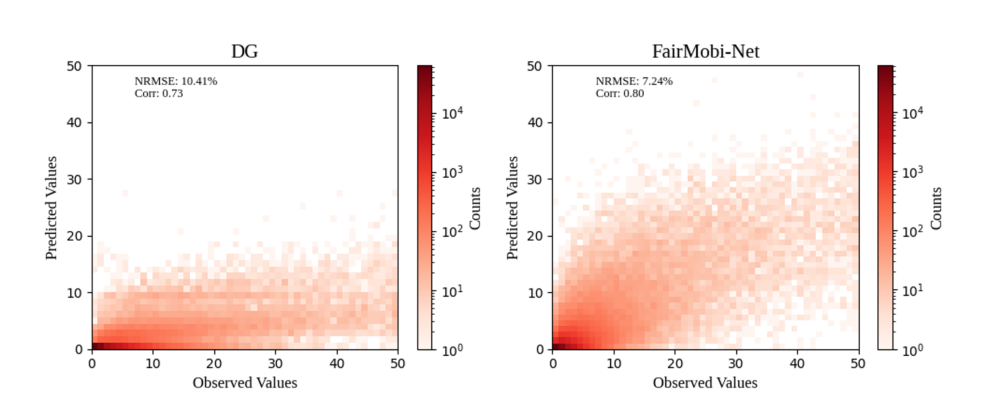 DG
NRMSE: 10.41%
Corr: 0.73
50
40
30
20
10
0
Predicted Values
0 10 20 30 40 50
Observed Values
10^4
10^3
10^2
10^1
10^0
Counts
FairMobi-Net
NRMSE: 7.24%
Corr: 0.80
50
40
30
20
10
0
Predicted Values
0 10 20 30 40 50
Observed Values
10^4
10^3
10^2
10^1
10^0
Counts